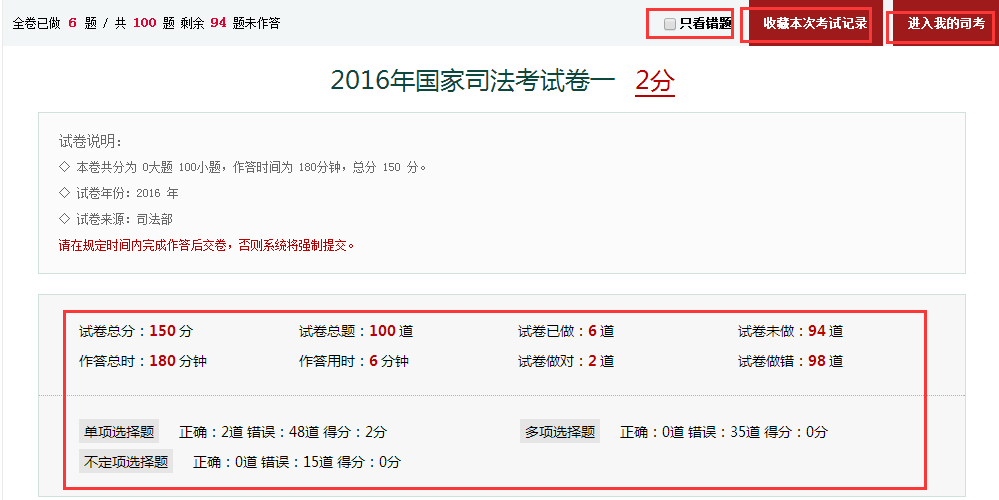 全卷已做 6 题 / 共 100 题 剩余 94 题未作答 只看错题 收藏本次考试记录 进入我的司考
2016年国家司法考试卷一 2分
试卷说明：
◇ 本卷共分为 0大题 100小题，作答时间为 180分钟，总分 150 分。
◇ 试卷年份：2016 年
◇ 试卷来源：司法部
请在规定时间内完成作答后交卷，否则系统将强制提交。
试卷总分：150 分 试卷总题：100 道 试卷已做：6 道 试卷未做：94 道
作答总时：180 分钟 作答用时：6 分钟 试卷做对：2 道 试卷做错：98 道
单项选择题 正确：2道 错误：48道 得分：2分 多项选择题 正确：0道 错误：35道 得分：0分
不定项选择题 正确：0道 错误：15道 得分：0分